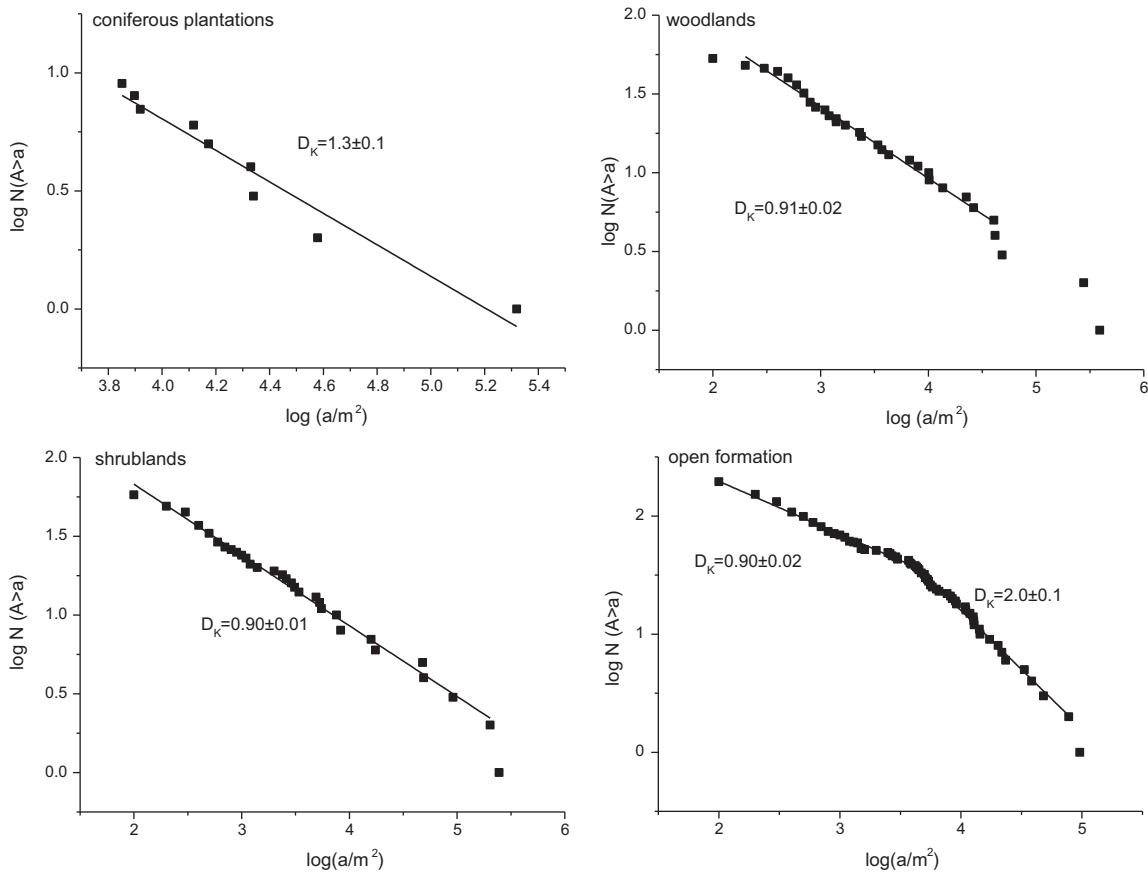 coniferous plantations
1.0
0.5
0.0
log N(A>a)
D_K=1.3±0.1
3.8 4.0 4.2 4.4 4.6 4.8 5.0 5.2 5.4
log (a/m²)
woodlands
2.0
1.5
1.0
0.5
0.0
log N(A>a)
D_K=0.91±0.02
2 3 4 5 6
log (a/m²)
shrublands
2.0
1.5
1.0
0.5
0.0
log N (A>a)
D_K=0.90±0.01
2 3 4 5 6
log(a/m²)
open formation
2
1
0
log N (A>a)
D_K=0.90±0.02
D_K=2.0±0.1
2 3 4 5
log(a/m²)